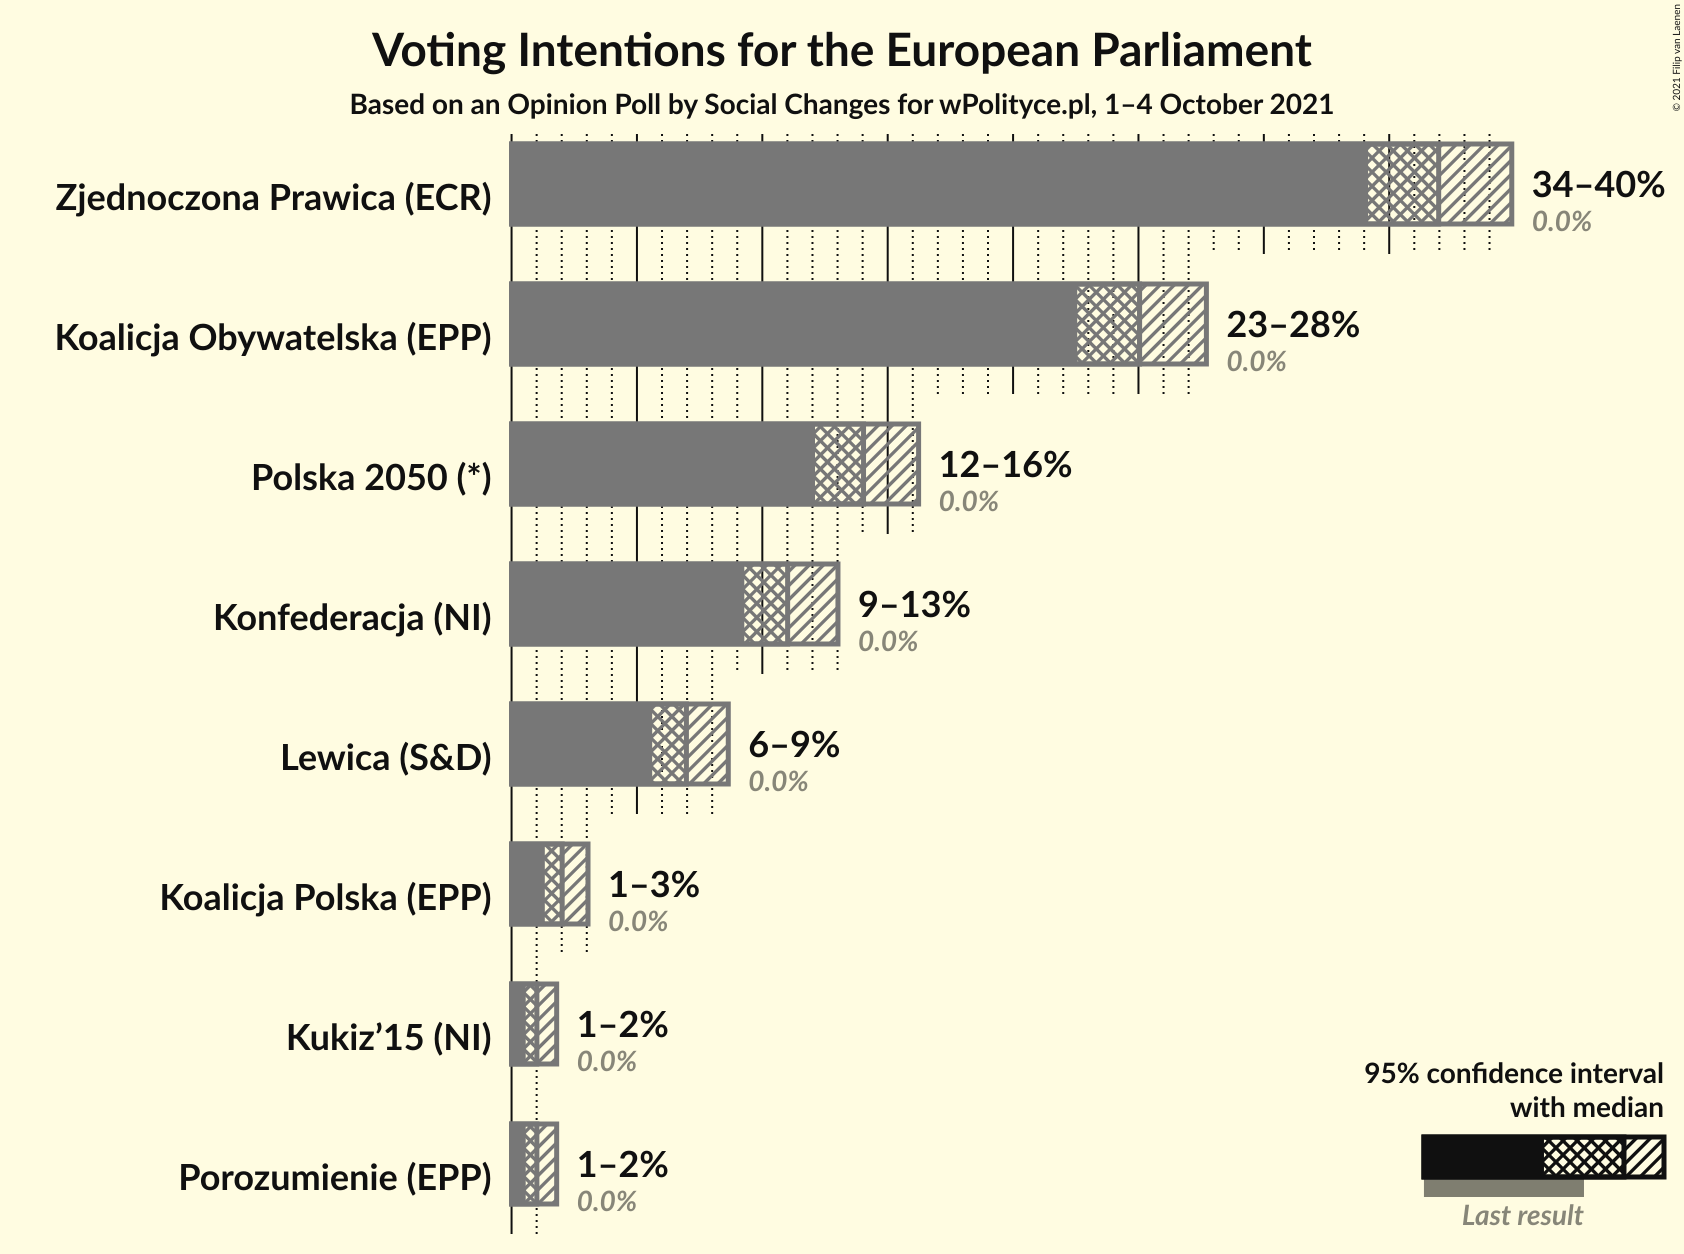 Voting Intentions for the European Parliament
Based on an Opinion Poll by Social Changes for wPolityce.pl, 1–4 October 2021
© 2021 Filip van Laenen
Zjednoczona Prawica (ECR)
34–40%
0.0%
Koalicja Obywatelska (EPP)
23–28%
0.0%
Polska 2050 (*)
12–16%
0.0%
Konfederacja (NI)
9–13%
0.0%
Lewica (S&D)
6–9%
0.0%
Koalicja Polska (EPP)
1–3%
0.0%
Kukiz’15 (NI)
1–2%
0.0%
Porozumienie (EPP)
1–2%
0.0%
95% confidence interval
with median
Last result